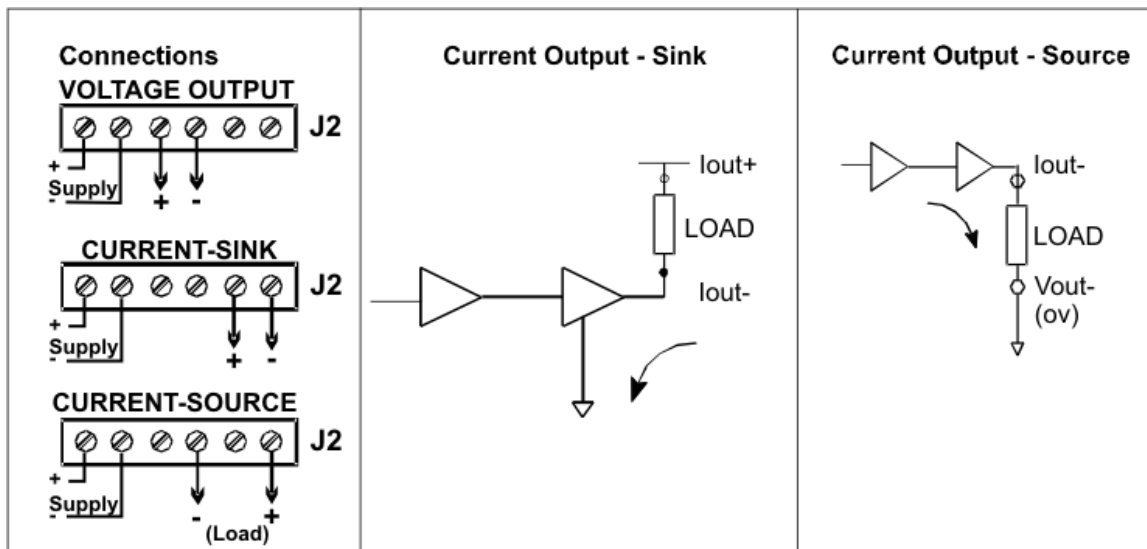 Connections
VOLTAGE OUTPUT
J2
+
Supply
-
+ -
CURRENT-SINK
J2
+
Supply
-
+ -
CURRENT-SOURCE
J2
+
Supply
-
- +
(Load)
Current Output - Sink
Iout+
LOAD
Iout-
Current Output - Source
Iout-
LOAD
Vout-
(ov)